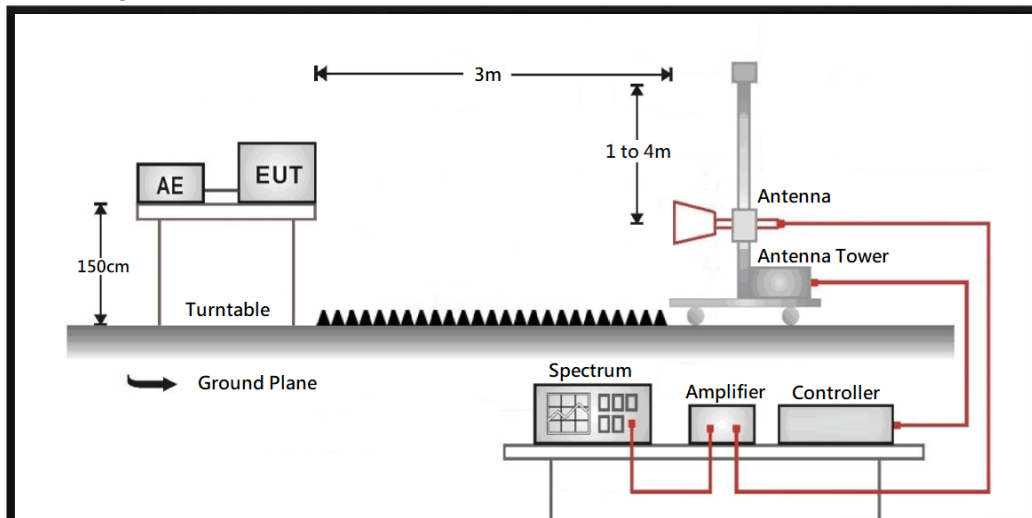 3m
1 to 4m
AE
EUT
Antenna
150cm
Antenna Tower
Turntable
Ground Plane
Spectrum
Amplifier
Controller